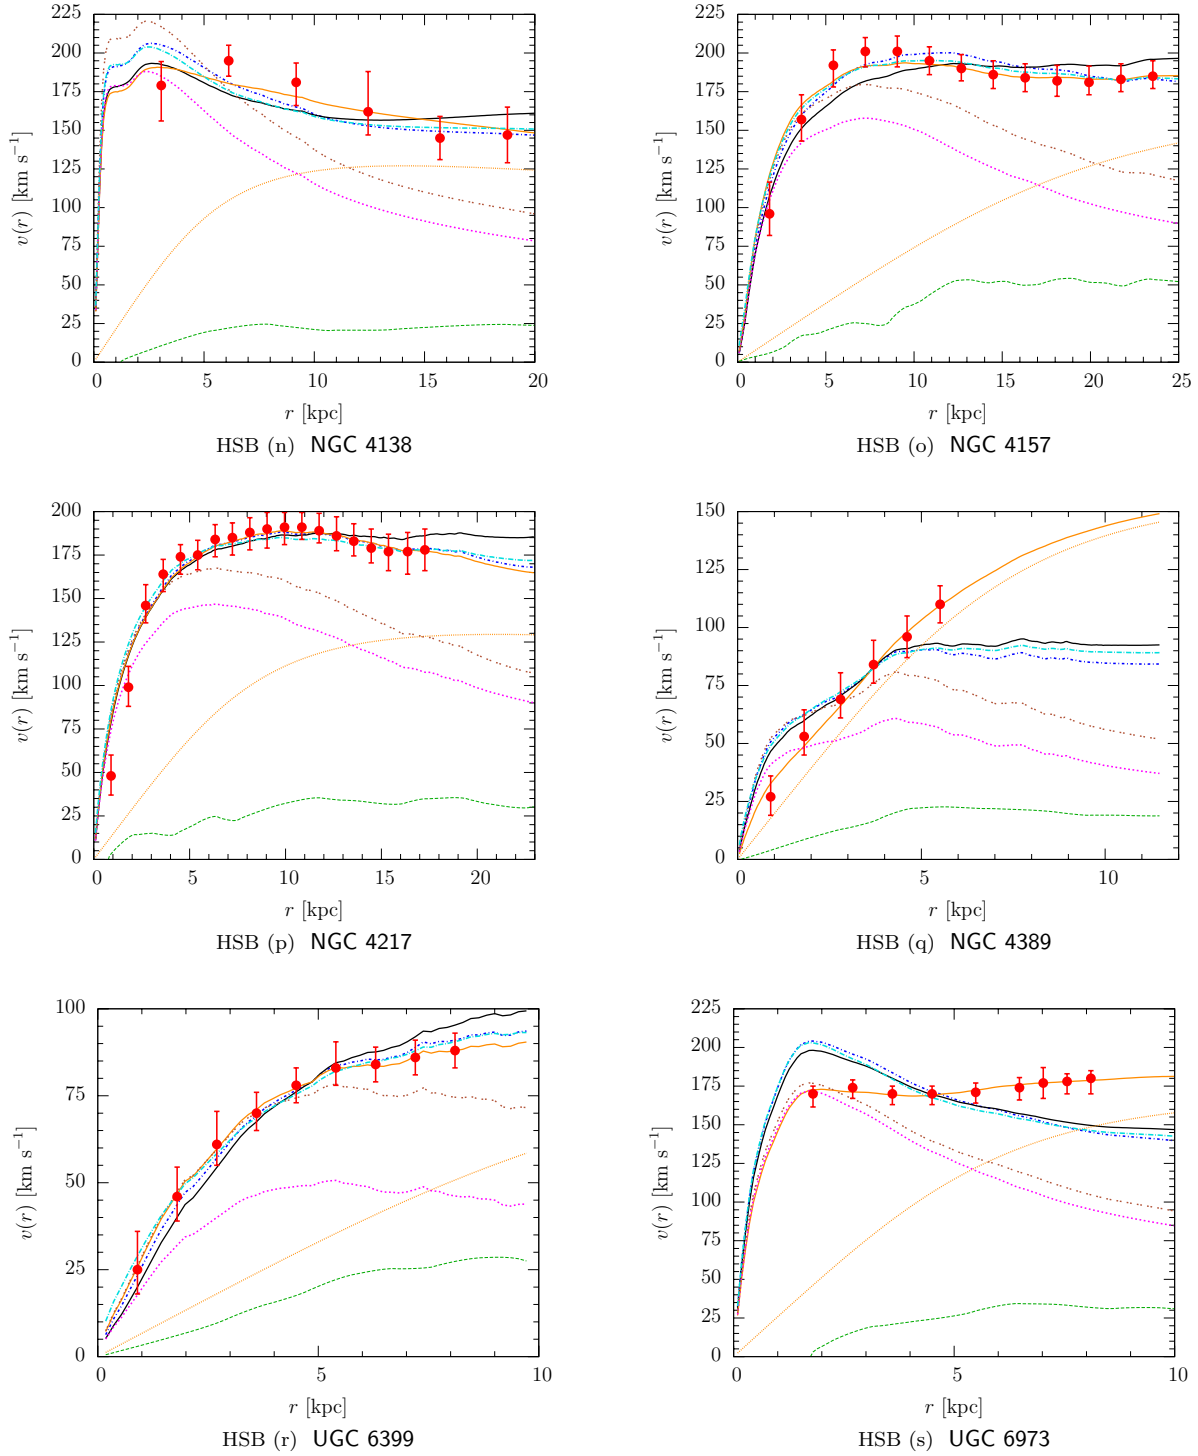 225
200
175
150
125
100
75
50
25
0
v(r) [km s⁻¹]
0 5 10 15 20
r [kpc]
HSB (n) NGC 4138
225
200
175
150
125
100
75
50
25
0
v(r) [km s⁻¹]
0 5 10 15 20 25
r [kpc]
HSB (o) NGC 4157
200
175
150
125
100
75
50
25
0
v(r) [km s⁻¹]
0 5 10 15 20
r [kpc]
HSB (p) NGC 4217
150
125
100
75
50
25
0
v(r) [km s⁻¹]
0 5 10
r [kpc]
HSB (q) NGC 4389
100
75
50
25
0
v(r) [km s⁻¹]
0 5 10
r [kpc]
HSB (r) UGC 6399
225
200
175
150
125
100
75
50
25
0
v(r) [km s⁻¹]
0 5 10
r [kpc]
HSB (s) UGC 6973